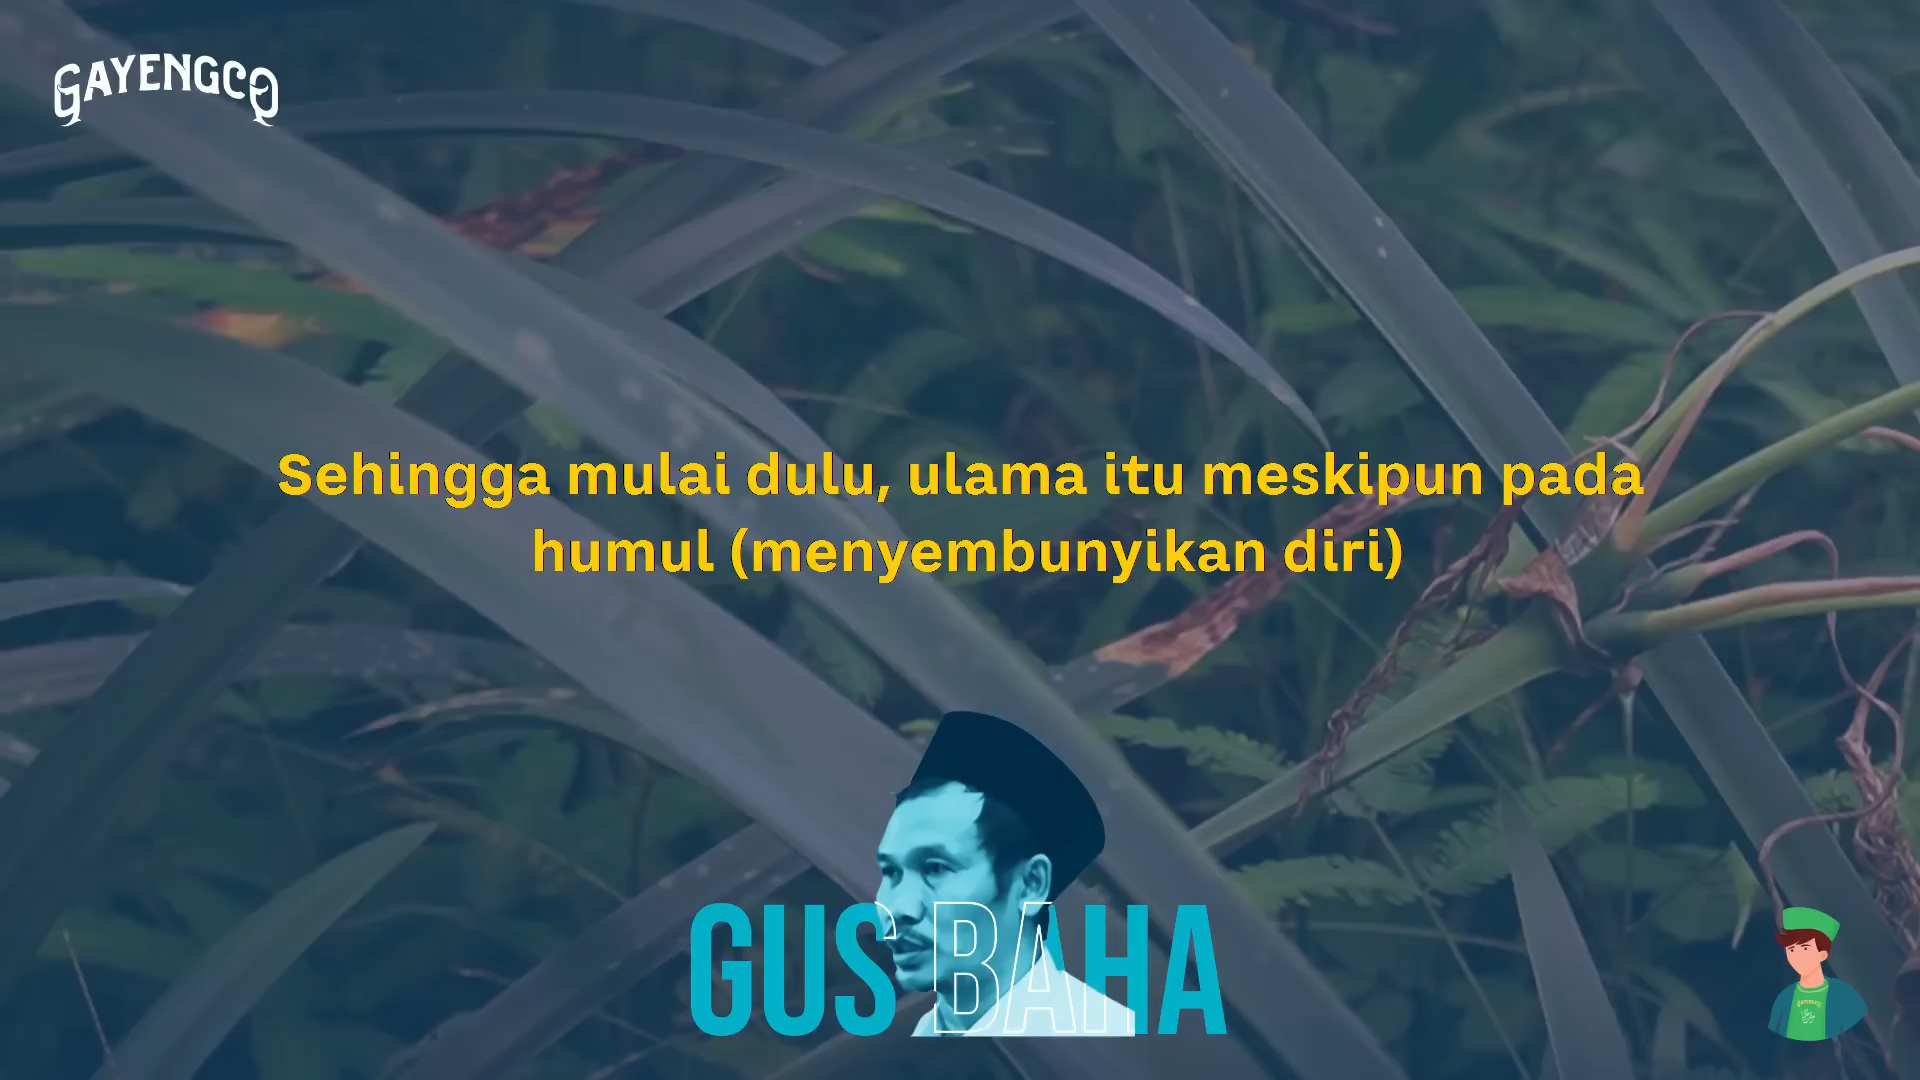 GAYENGCO
Sehingga mulai dulu, ulama itu meskipun pada
humul (menyembunyikan diri)
GUS BAHA